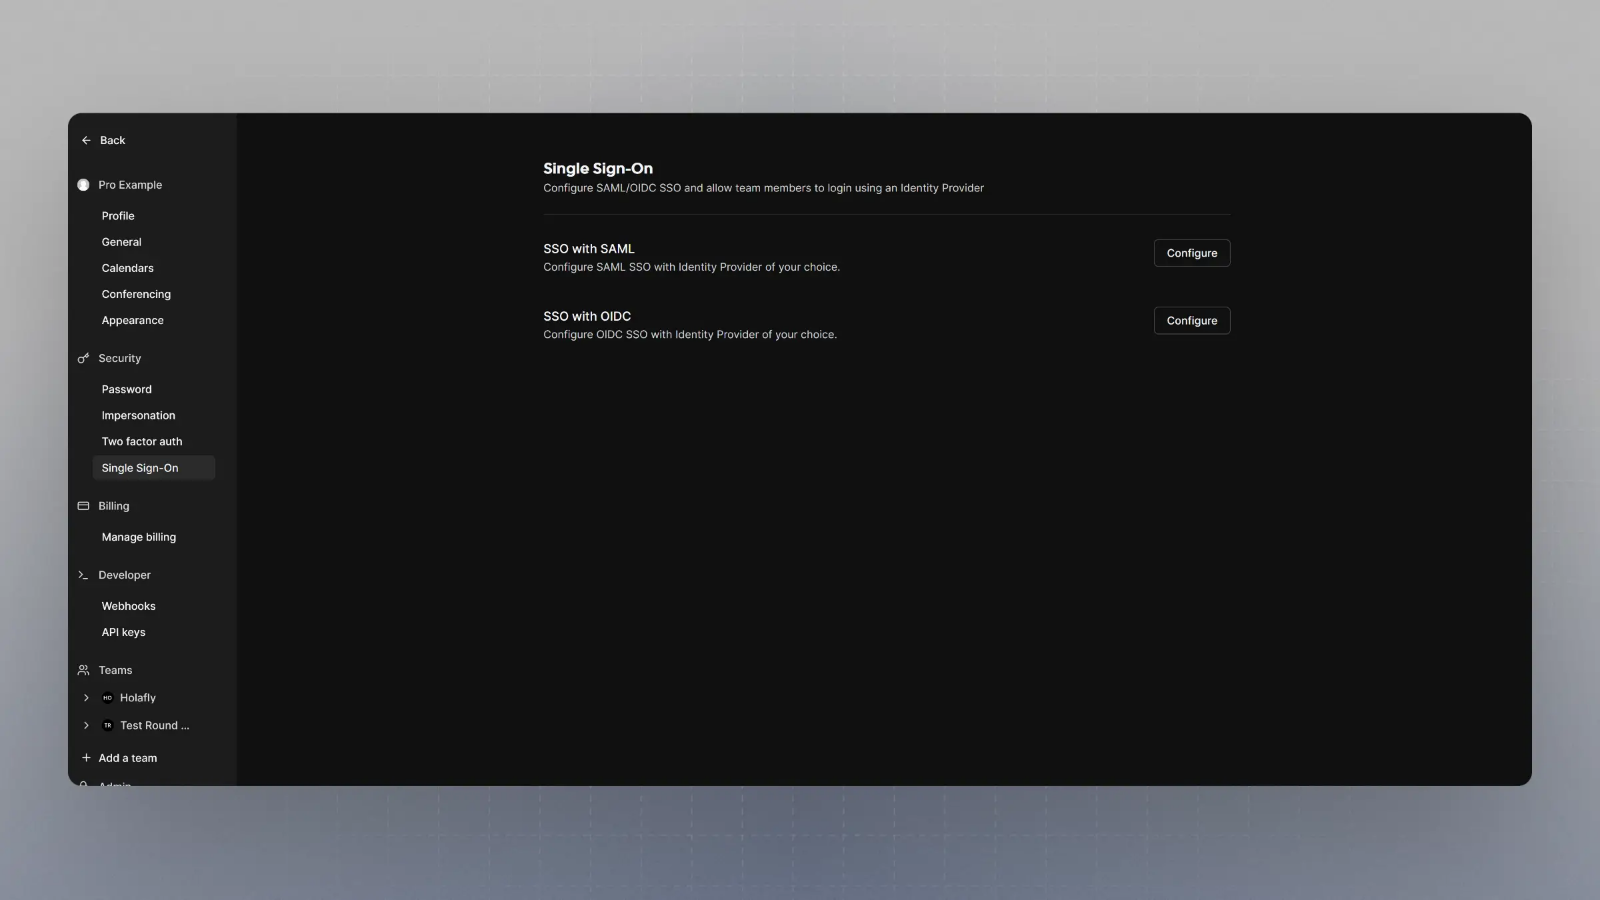 Back
Pro Example
Profile
General
Calendars
Conferencing
Appearance
Security
Password
Impersonation
Two factor auth
Single Sign-On
Billing
Manage billing
Developer
Webhooks
API keys
Teams
HO Holafly
TR Test Round ...
Add a team
Admin
Single Sign-On
Configure SAML/OIDC SSO and allow team members to login using an Identity Provider
SSO with SAML
Configure SAML SSO with Identity Provider of your choice.
Configure
SSO with OIDC
Configure OIDC SSO with Identity Provider of your choice.
Configure